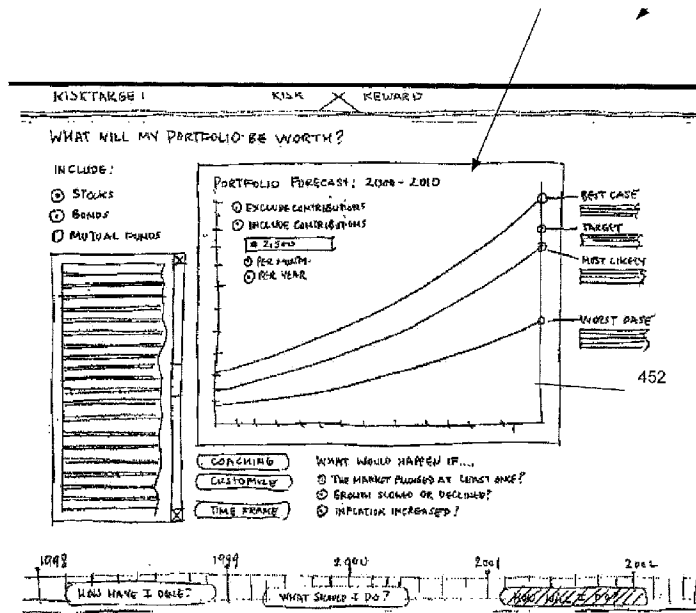 RISKTARGET
RISK REWARD
WHAT WILL MY PORTFOLIO BE WORTH?
INCLUDE:
STOCKS
BONDS
MUTUAL FUNDS
PORTFOLIO FORECAST: 2000-2010
EXCLUDE CONTRIBUTIONS
INCLUDE CONTRIBUTIONS
PER MONTH
PER YEAR
BEST CASE
TARGET
MOST LIKELY
WORST CASE
452
COACHING
CUSTOMIZE
TIME FRAME
WHAT WOULD HAPPEN IF....
THE MARKET PLUNGED AT LEAST ONCE?
GROWTH SLOWED OR DECLINED?
INFLATION INCREASED?
1998 1999 2000 2001 2002
HOW HAVE I DONE? WHAT SHOULD I DO? HOW WILL I DO?